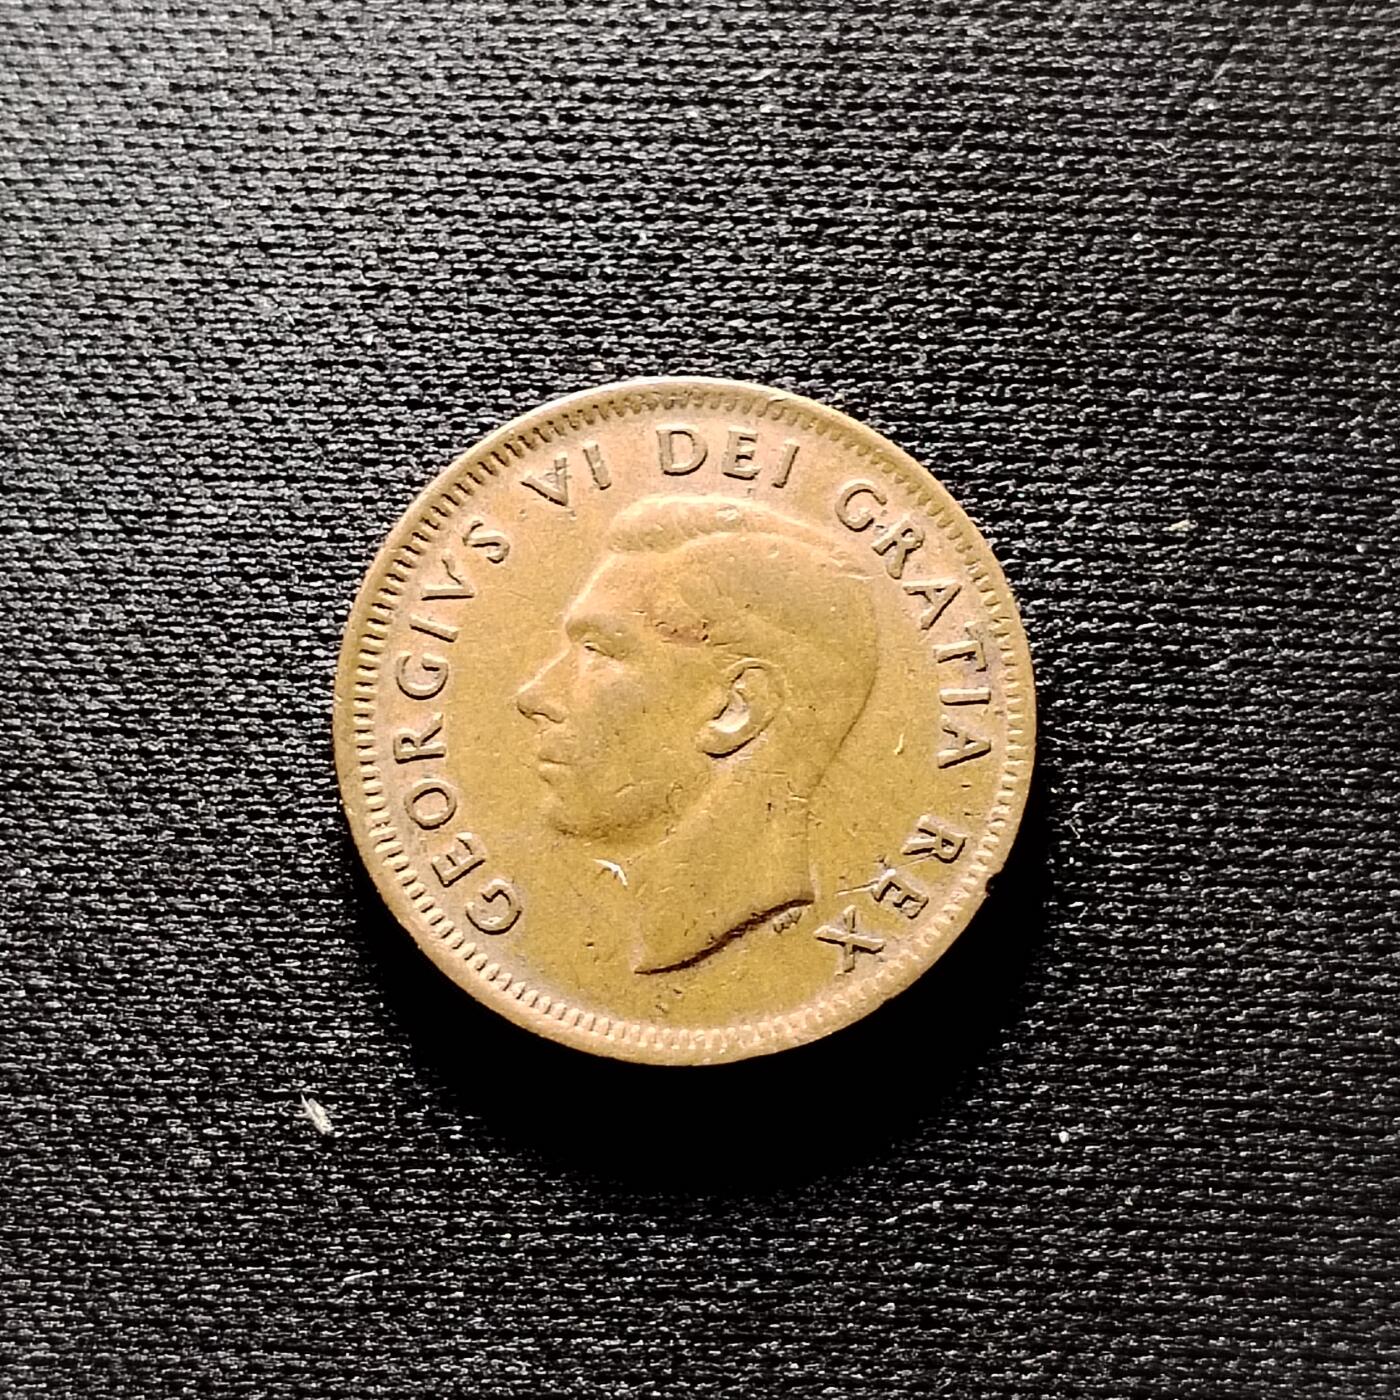 GEORGIVS VI DEI GRATIA REX